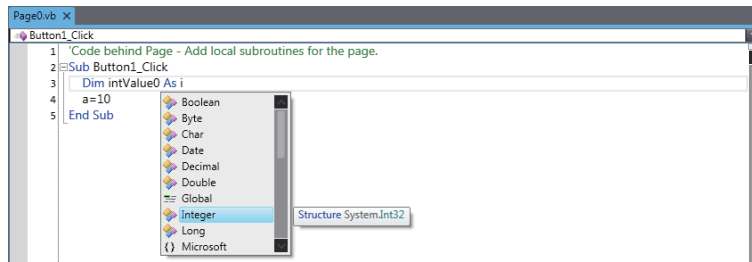 Page0.vb ×
Button1_Click
1 'Code behind Page - Add local subroutines for the page.
2 Sub Button1_Click
3 Dim intValue0 As i
4 a=10
5 End Sub
Boolean
Byte
Char
Date
Decimal
Double
Global
Integer Structure System.Int32
Long
{} Microsoft